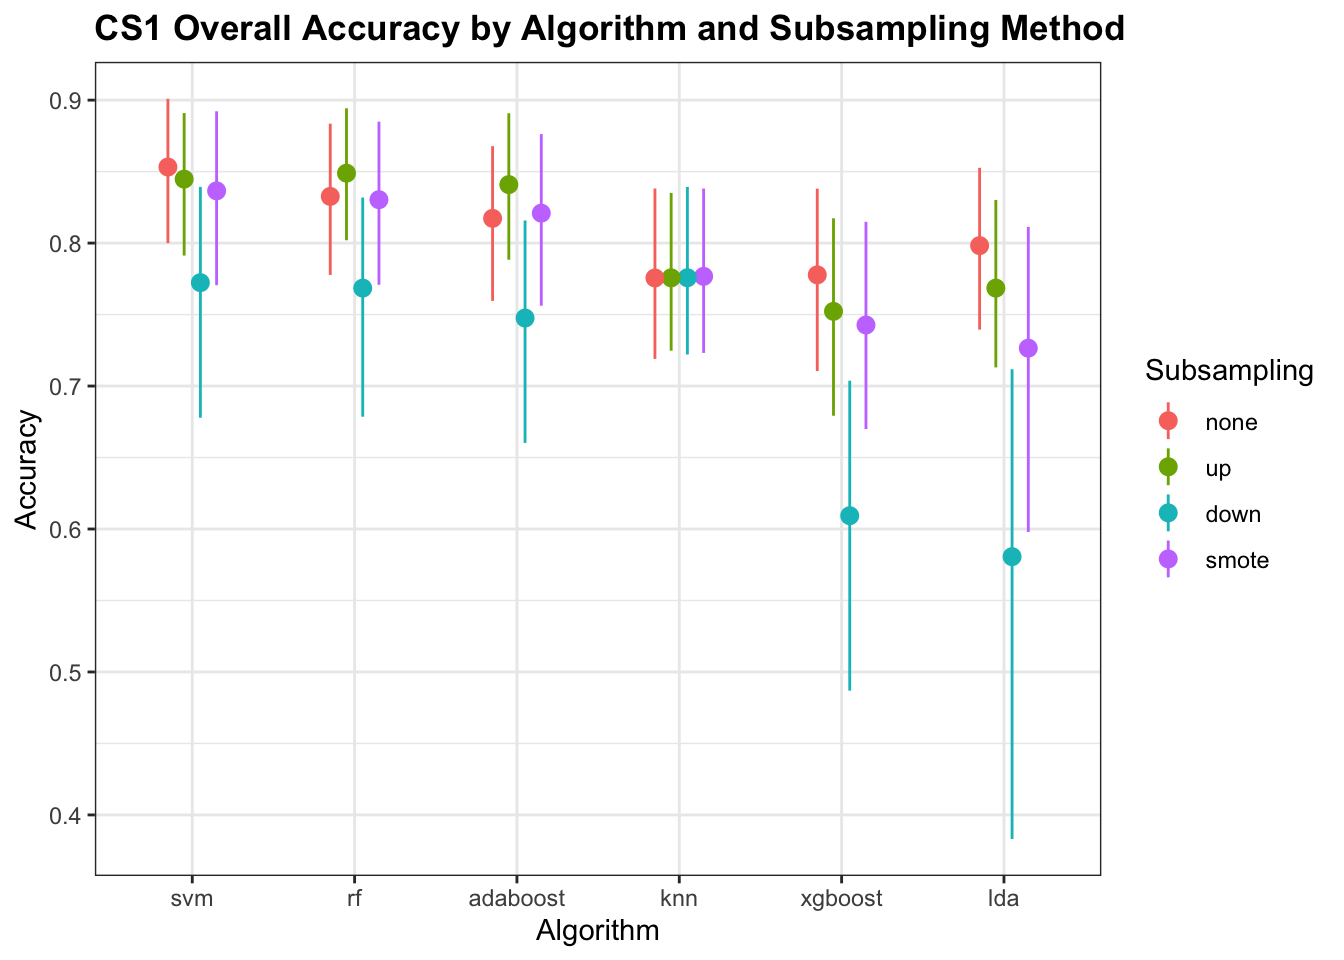 CS1 Overall Accuracy by Algorithm and Subsampling Method
0.9
0.8
0.7
0.6
0.5
0.4
Accuracy
svm rf adaboost knn xgboost lda
Algorithm
Subsampling
none
up
down
smote